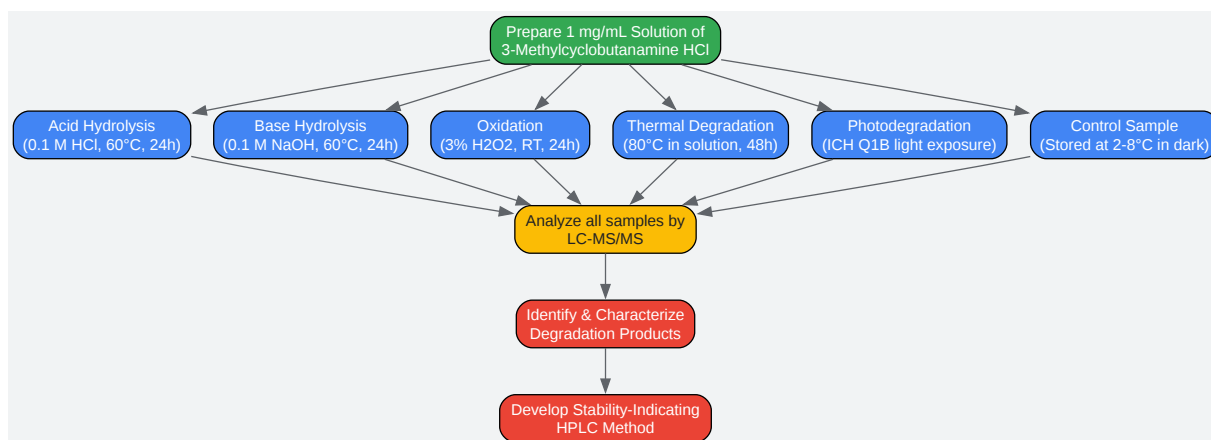 Prepare 1 mg/mL Solution of
3-Methylcyclobutanamine HCl
Acid Hydrolysis
(0.1 M HCl, 60°C, 24h)
Base Hydrolysis
(0.1 M NaOH, 60°C, 24h)
Oxidation
(3% H2O2, RT, 24h)
Thermal Degradation
(80°C in solution, 48h)
Photodegradation
(ICH Q1B light exposure)
Control Sample
(Stored at 2-8°C in dark)
Analyze all samples by
LC-MS/MS
Identify & Characterize
Degradation Products
Develop Stability-Indicating
HPLC Method